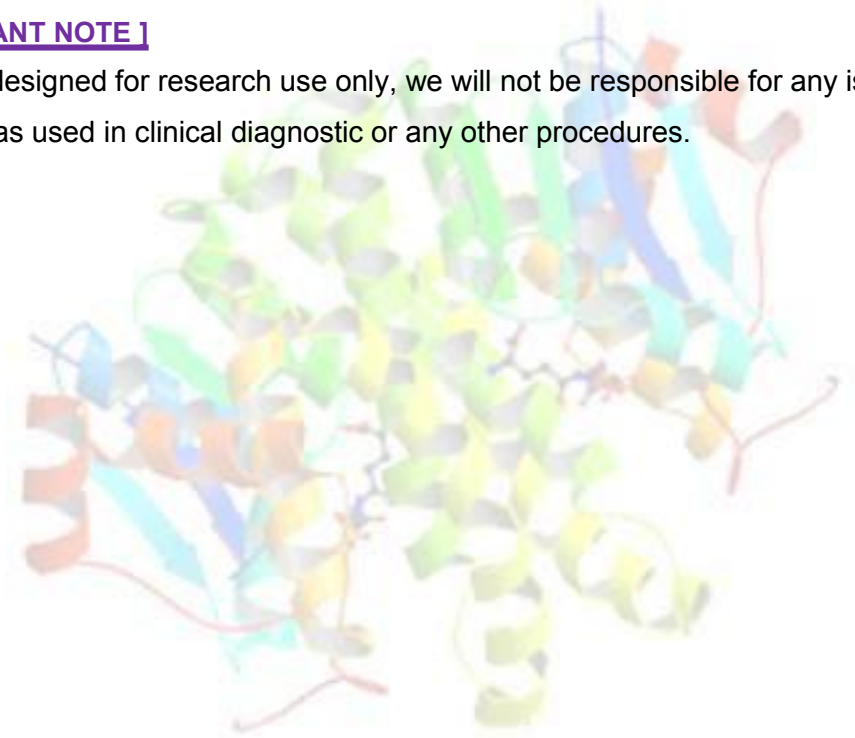 ANT NOTE ]
designed for research use only, we will not be responsible for any is
as used in clinical diagnostic or any other procedures.